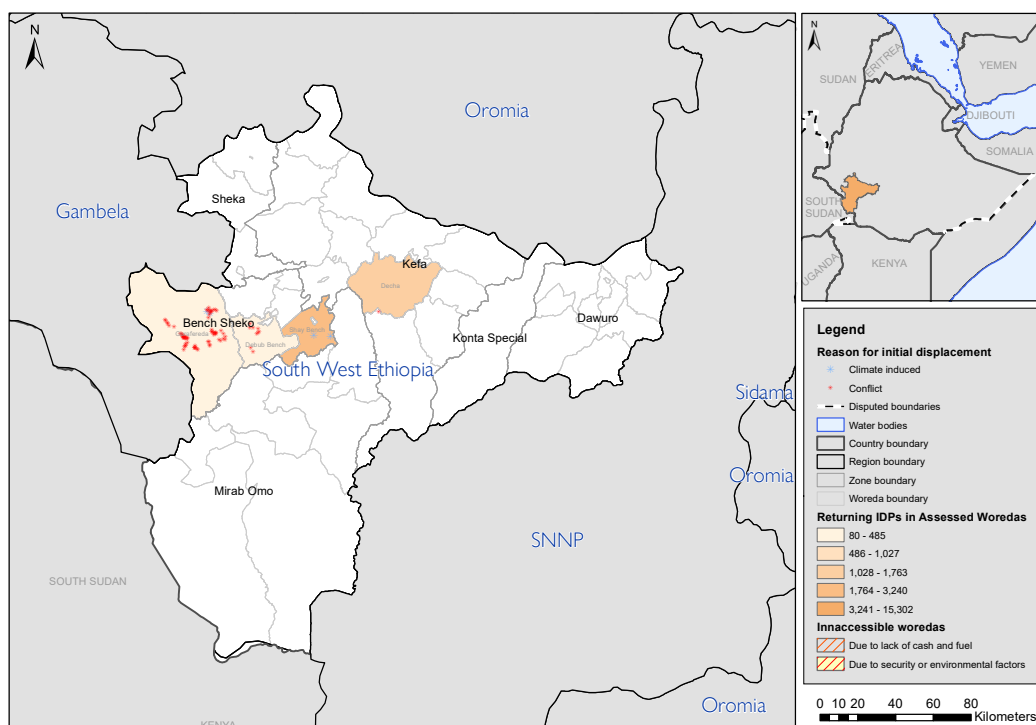 N
Oromia
Gambela
Sheka
Kefa
Decha
Bench Sheko
Debub Bench
Shay Bench
South West Ethiopia
Konta Special
Dawuro
Sidama
Oromia
Mirab Omo
SNNP
SOUTH SUDAN
Oromia
KENYA
N
SUDAN
ERITREA
YEMEN
DJIBOUTI
SOMALIA
SOUTH
SUDAN
UGANDA
KENYA
Legend
Reason for initial displacement
Climate induced
Conflict
Disputed boundaries
Water bodies
Country boundary
Region boundary
Zone boundary
Woreda boundary
Returning IDPs in Assessed Woredas
80 - 485
486 - 1,027
1,028 - 1,763
1,764 - 3,240
3,241 - 15,302
Innaccessible woredas
Due to lack of cash and fuel
Due to security or environmental factors
0 10 20 40 60 80
Kilometers